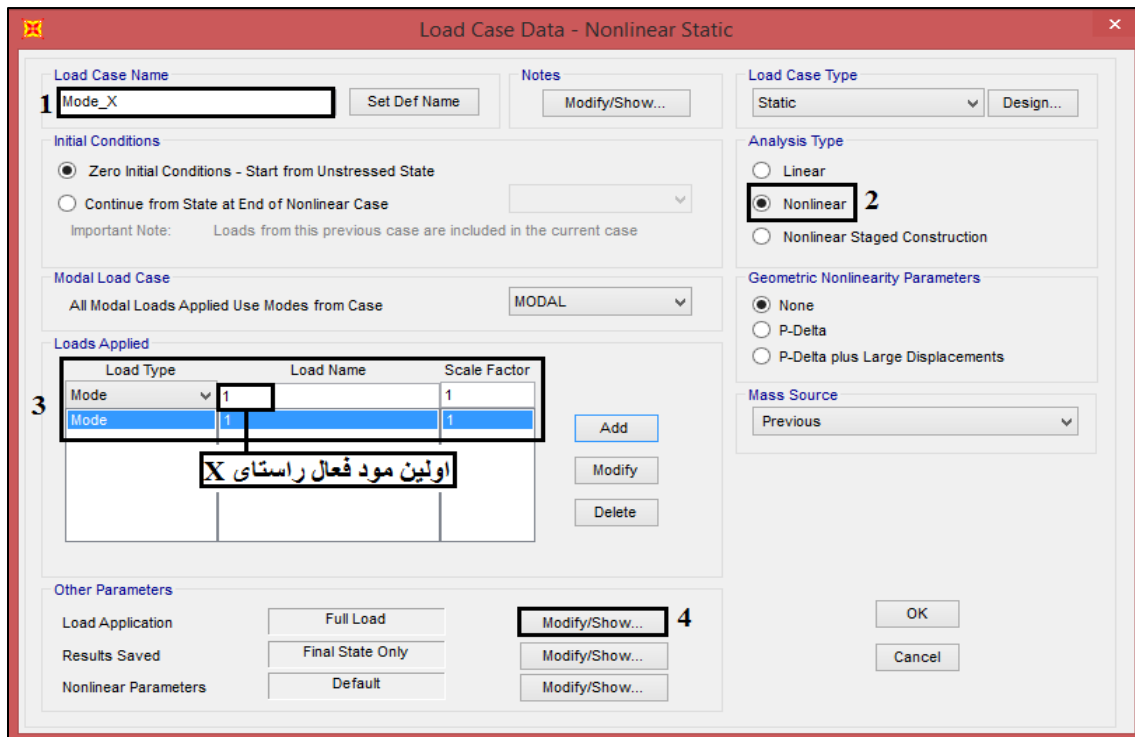 Load Case Data - Nonlinear Static
Load Case Name
1 Mode_X
Set Def Name
Notes
Modify/Show...
Load Case Type
Static
Design...
Initial Conditions
Zero Initial Conditions - Start from Unstressed State
Continue from State at End of Nonlinear Case
Important Note: Loads from this previous case are included in the current case
Analysis Type
Linear
Nonlinear 2
Nonlinear Staged Construction
Modal Load Case
All Modal Loads Applied Use Modes from Case
MODAL
Geometric Nonlinearity Parameters
None
P-Delta
P-Delta plus Large Displacements
Loads Applied
Load Type Load Name Scale Factor
Mode 1 1
3
Mode 1 1
اولین مود فعال راستای X
Add
Modify
Delete
Mass Source
Previous
Other Parameters
Load Application Full Load Modify/Show... 4
Results Saved Final State Only Modify/Show...
Nonlinear Parameters Default Modify/Show...
OK
Cancel